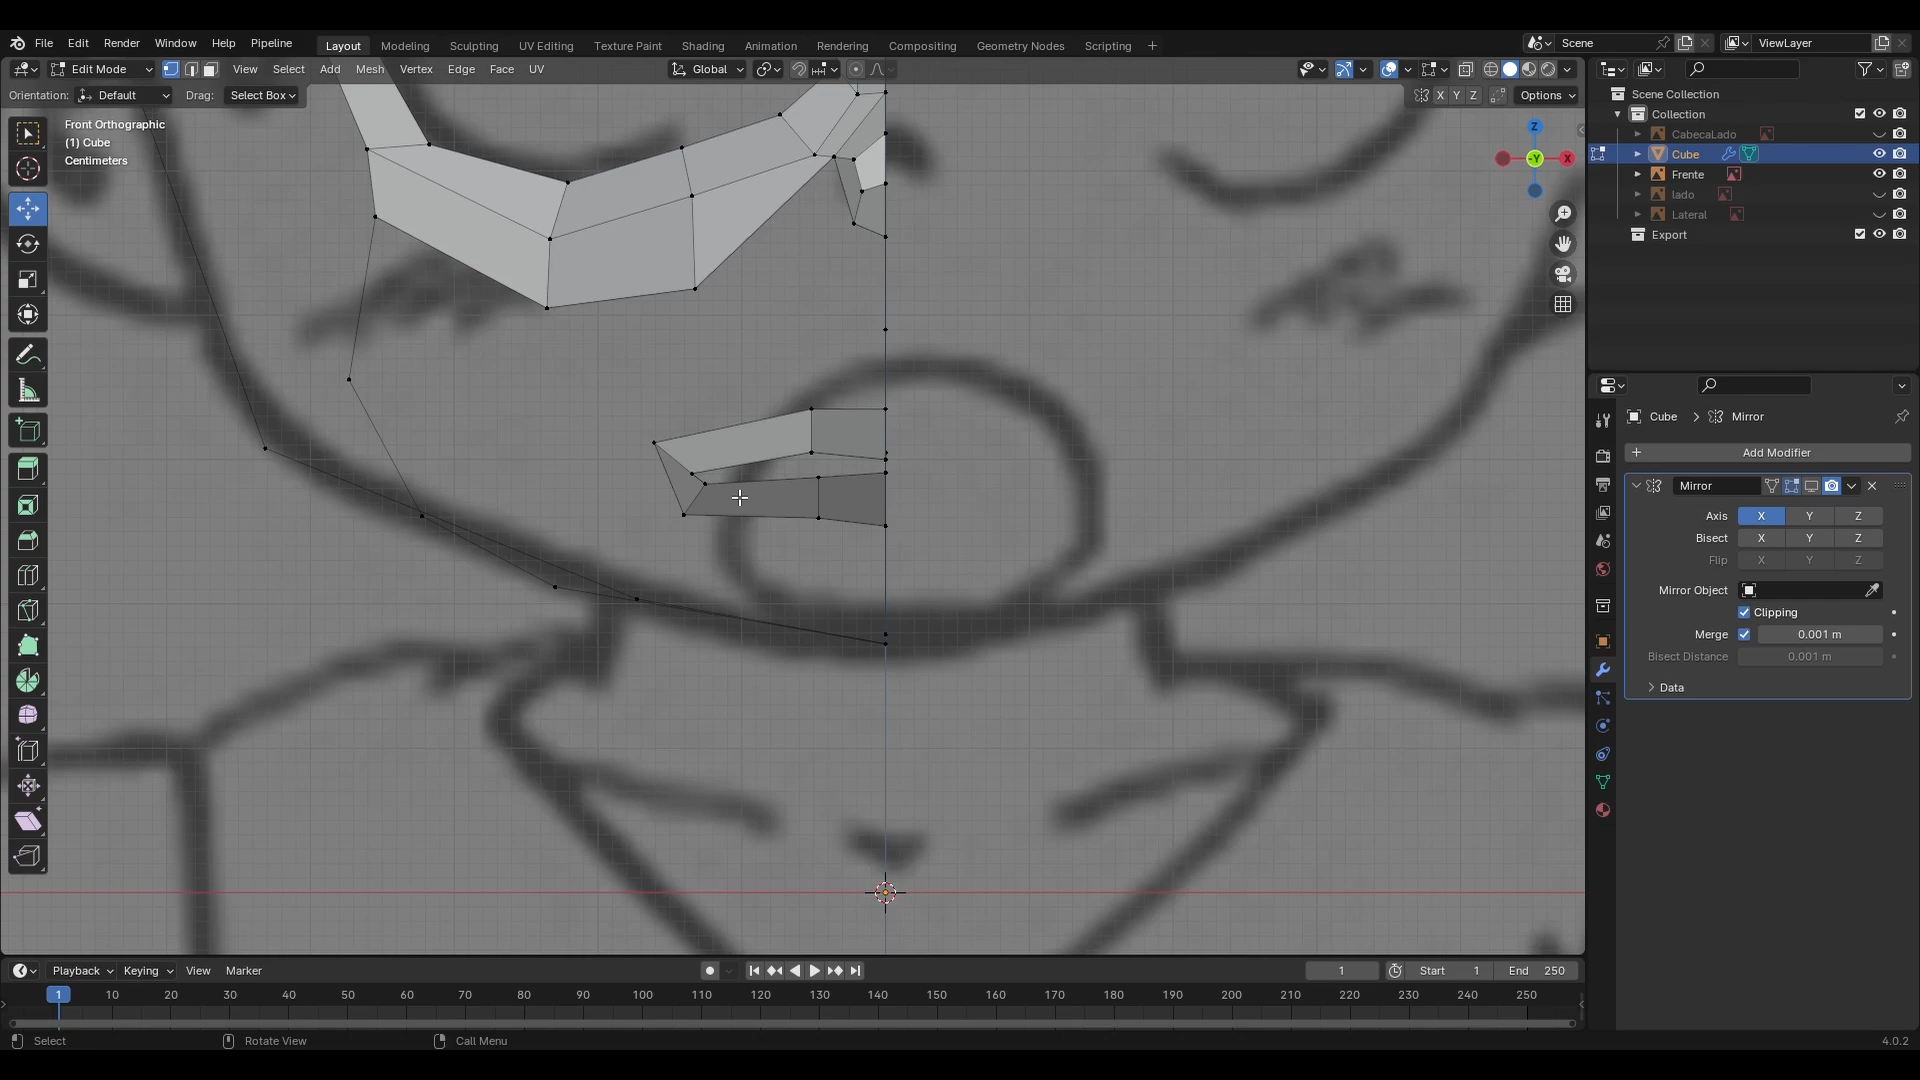 File Edit Render Window Help Pipeline Layout Modeling Sculpting UV Editing Texture Paint Shading Animation Rendering Compositing Geometry Nodes Scripting Scene ViewLayer
Edit Mode View Select Add Mesh Vertex Edge Face UV Global
Orientation: Default Drag: Select Box X Y Z Options
Front Orthographic
(1) Cube
Centimeters
Z
-Y
X
Scene Collection
Collection
CabecaLado
Cube
Frente
lado
Lateral
Export
Cube Mirror
Add Modifier
Mirror
Axis X Y Z
Bisect X Y Z
Flip X Y Z
Mirror Object
Clipping
Merge 0.001 m
Bisect Distance 0.001 m
Data
Playback Keying View Marker 1 Start 1 End 250
1 10 20 30 40 50 60 70 80 90 100 110 120 130 140 150 160 170 180 190 200 210 220 230 240 250
Select Rotate View Call Menu 4.0.2